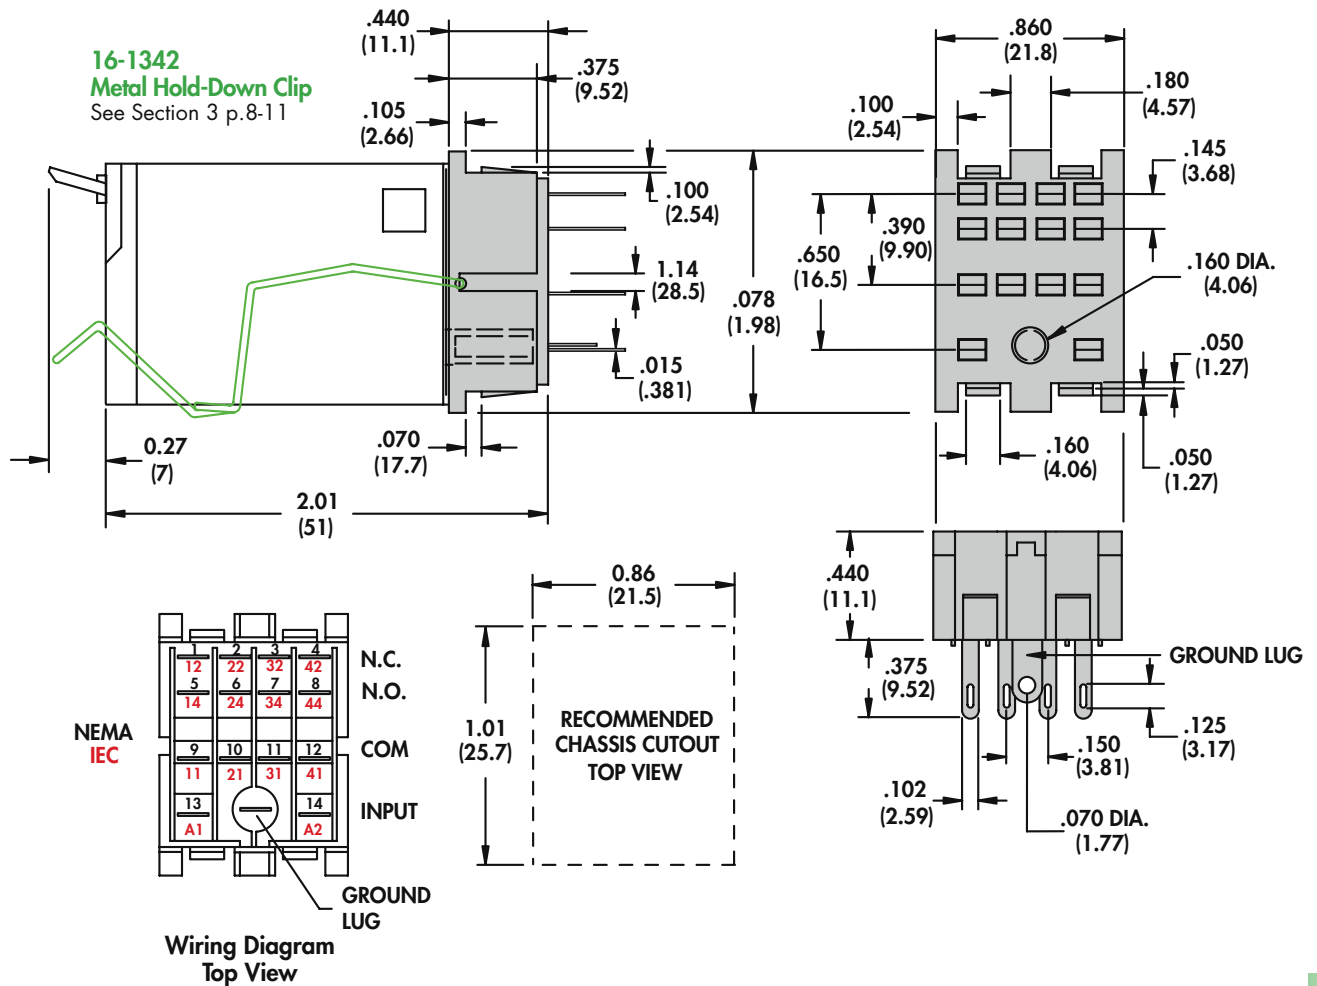 16-1342
Metal Hold-Down Clip
See Section 3 p.8-11
.440
(11.1)
.375
(9.52)
.105
(2.66)
.100
(2.54)
1.14
(28.5)
.015
(.381)
.070
(17.7)
0.27
(7)
2.01
(51)
.078
(1.98)
.860
(21.8)
.180
(4.57)
.100
(2.54)
.145
(3.68)
.390
(9.90)
.650
(16.5)
.160 DIA.
(4.06)
.050
(1.27)
.160
(4.06)
.050
(1.27)
1 2 3 4
12 22 32 42
N.C.
5 6 7 8
14 24 34 44
N.O.
NEMA
IEC
9 10 11 12
11 21 31 41
COM
13 14
A1 A2
INPUT
GROUND
LUG
Wiring Diagram
Top View
0.86
(21.5)
1.01
(25.7)
RECOMMENDED
CHASSIS CUTOUT
TOP VIEW
.440
(11.1)
.375
(9.52)
GROUND LUG
.125
(3.17)
.150
(3.81)
.102
(2.59)
.070 DIA.
(1.77)